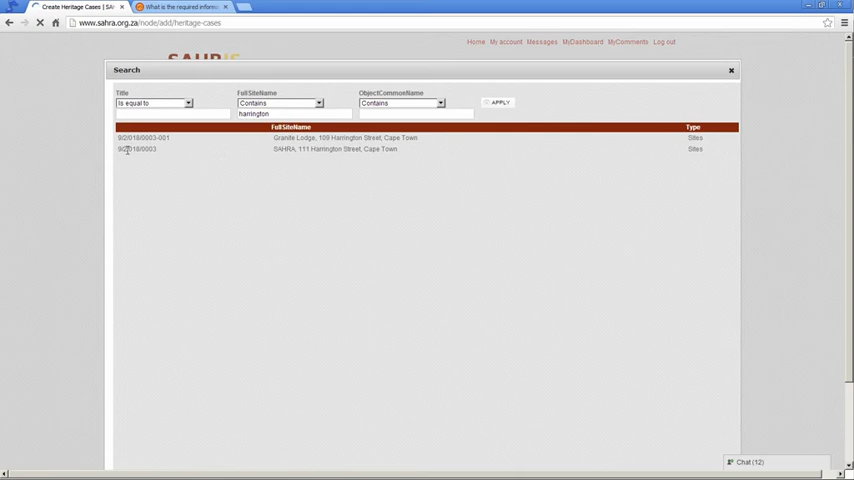 Create Heritage Cases | SA
What is the required inform
www.sahra.org.za/node/add/heritage-cases
Home My account Messages MyDashboard MyComments Log out
SAHRIS
Search
Title FullSiteName ObjectCommonName
Is equal to Contains Contains APPLY
harrington
FullSiteName Type
9/2/018/0003-001 Granite Lodge, 109 Harrington Street, Cape Town Sites
9/2/018/0003 SAHRA, 111 Harrington Street, Cape Town Sites
Chat (12)